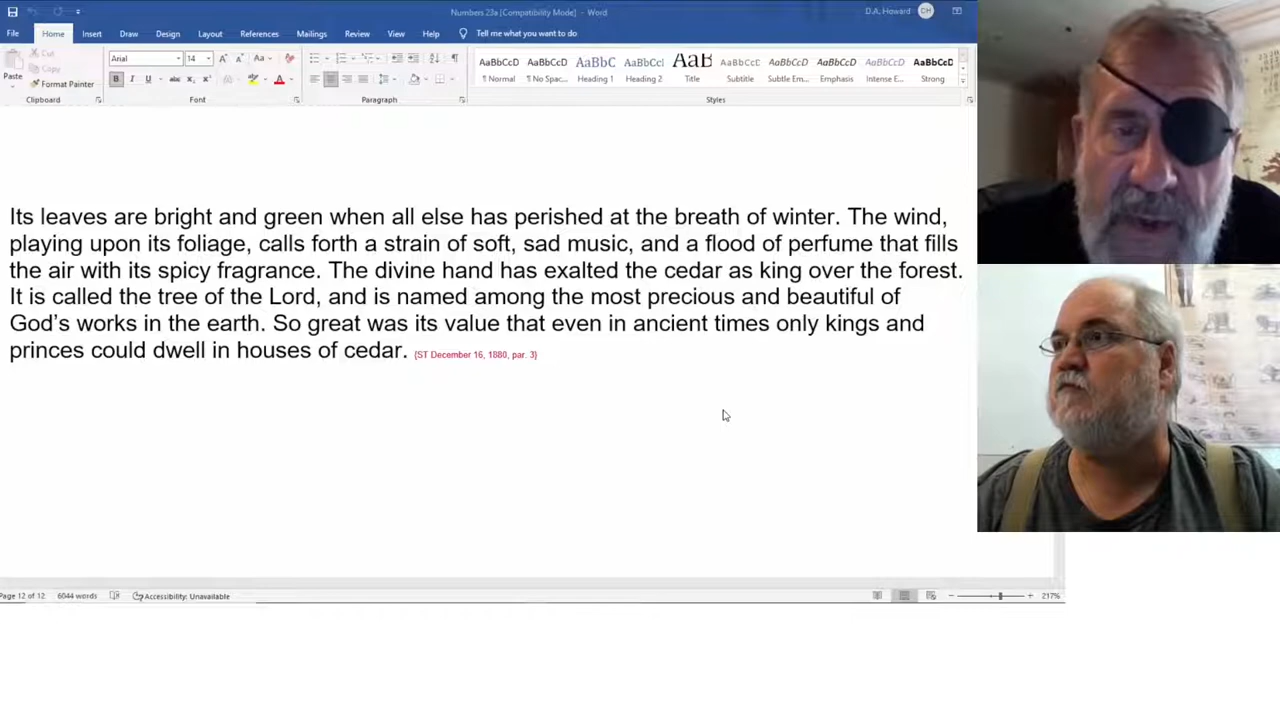 Numbers 23a [Compatibility Mode] - Word
D.A. Howard CH
File Home Insert Draw Design Layout References Mailings Review View Help Tell me what you want to do
Cut
Copy
Paste
Format Painter
Clipboard
Arial 14
Aa
B I U abc
Font
Paragraph
AaBbCcD AaBbCcD AaBbC AaBbCcI AaB AaBbCcD AaBbCcD AaBbCcD AaBbCcD AaBbCcD
¶ Normal ¶ No Spac... Heading 1 Heading 2 Title Subtitle Subtle Em... Emphasis Intense E... Strong
Styles
Its leaves are bright and green when all else has perished at the breath of winter. The wind,
playing upon its foliage, calls forth a strain of soft, sad music, and a flood of perfume that fills
the air with its spicy fragrance. The divine hand has exalted the cedar as king over the forest.
It is called the tree of the Lord, and is named among the most precious and beautiful of
God’s works in the earth. So great was its value that even in ancient times only kings and
princes could dwell in houses of cedar. {ST December 16, 1880, par. 3}
Page 12 of 12 6044 words Accessibility: Unavailable 217%